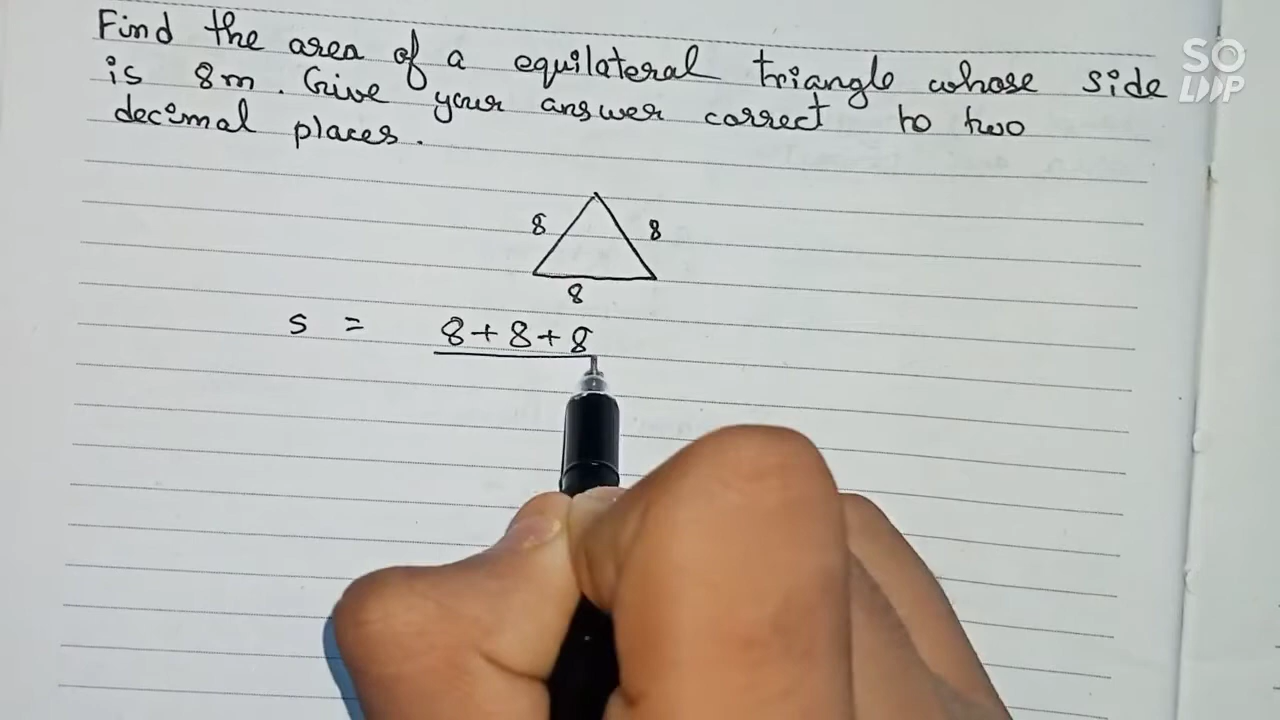 Find the area of a equilateral triangle whose side
is 8m. Give your answer correct to two
decimal places.
8 8
8
s = 8+8+8
SO